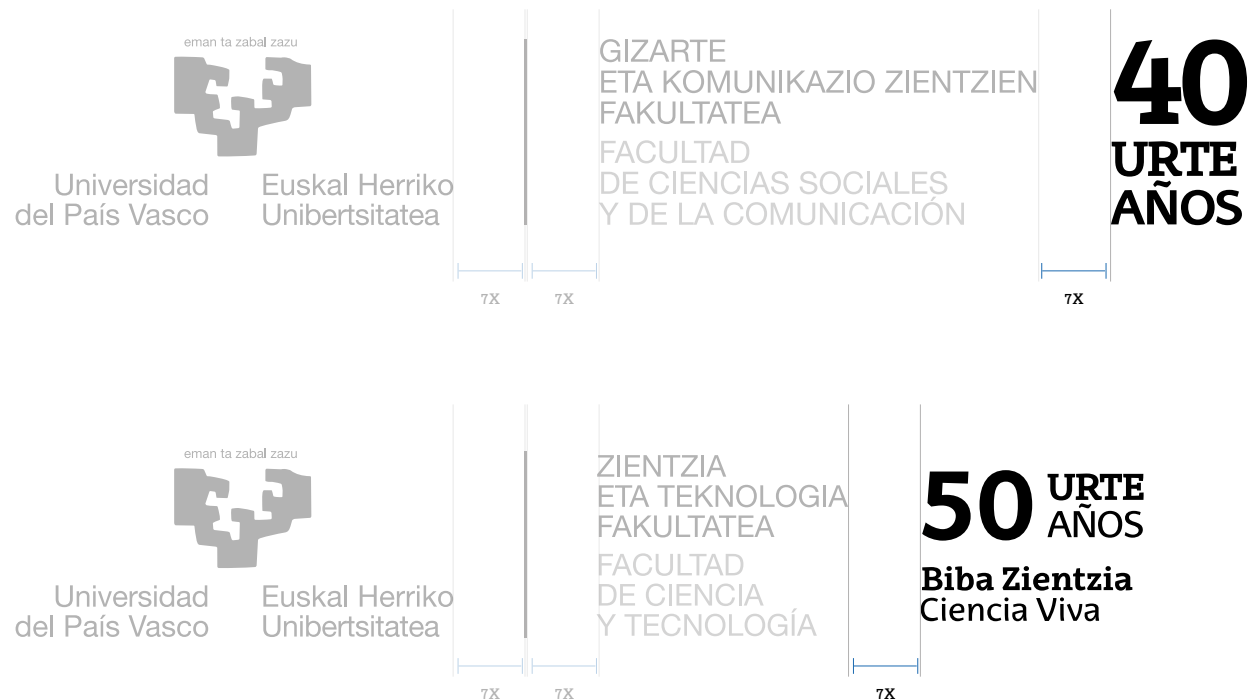 eman ta zabal zazu
Universidad
del País Vasco
Euskal Herriko
Unibertsitatea
GIZARTE
ETA KOMUNIKAZIO ZIENTZIEN
FAKULTATEA
FACULTAD
DE CIENCIAS SOCIALES
Y DE LA COMUNICACIÓN
40
URTE
AÑOS
7X
7X
7X
eman ta zabal zazu
Universidad
del País Vasco
Euskal Herriko
Unibertsitatea
ZIENTZIA
ETA TEKNOLOGIA
FAKULTATEA
FACULTAD
DE CIENCIA
Y TECNOLOGÍA
50
URTE
AÑOS
Biba Zientzia
Ciencia Viva
7X
7X
7X